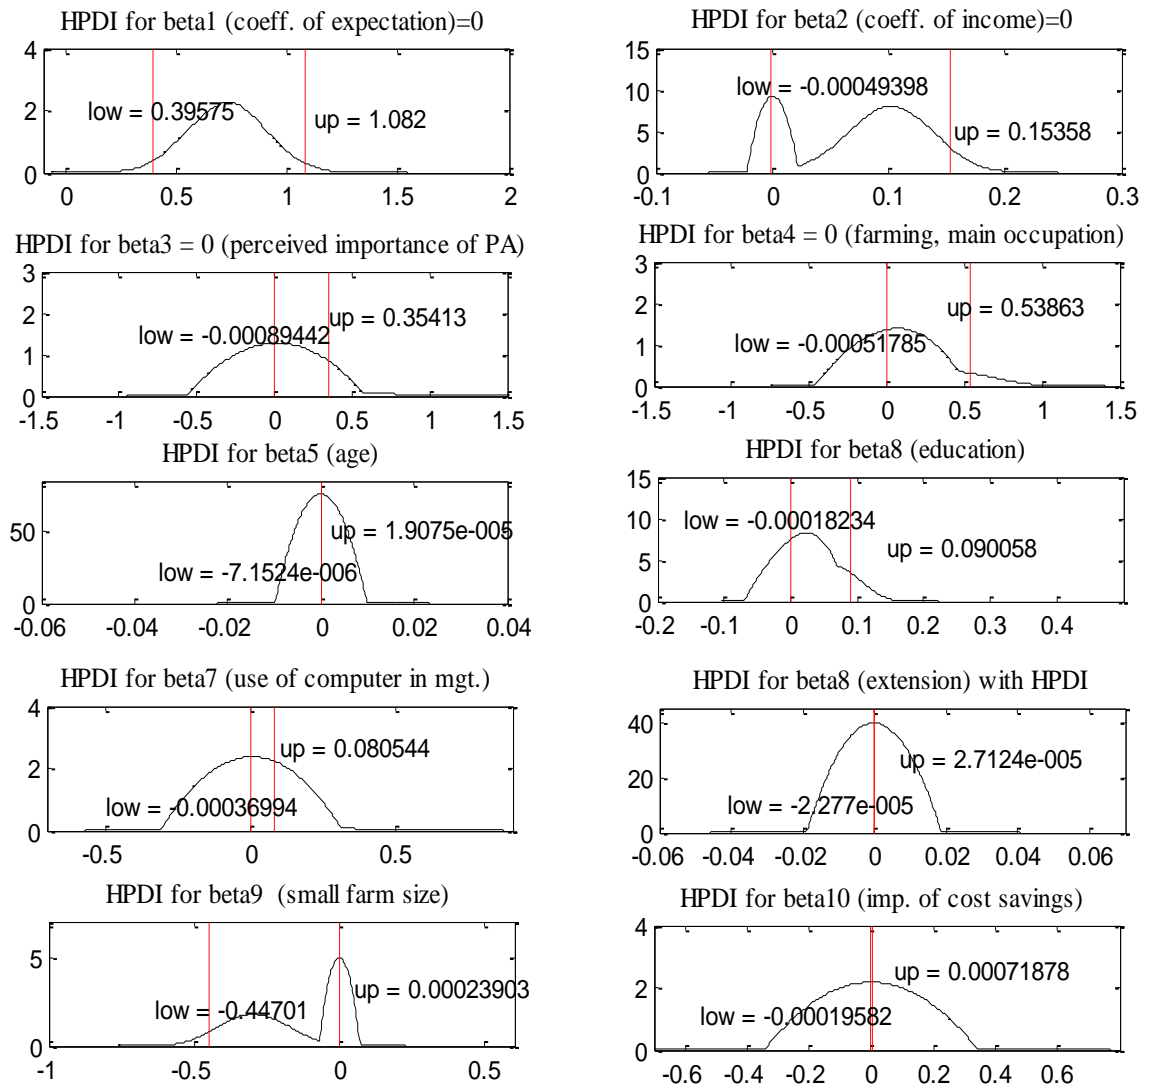 HPDI for beta1 (coeff. of expectation)=0
4
2
0
low = 0.39575
up = 1.082
0 0.5 1 2
HPDI for beta2 (coeff. of income)=0
15
10
5
0
low = -0.00049398
up = 0.15358
-0.1 0 0.1 0.2 0.3
HPDI for beta3 = 0 (perceived importance of PA)
3
2
1
0
low = -0.00089442
up = 0.35413
-1.5 -1 -0.5 0 0.5 1 1.5
HPDI for beta4 = 0 (farming, main occupation)
3
2
1
0
low = -0.00051785
up = 0.53863
-1.5 -1 -0.5 0 0.5 1 1.5
HPDI for beta5 (age)
50
0
up = 1.9075e-005
low = -7.1524e-006
-0.06 -0.04 -0.02 0 0.02 0.04
HPDI for beta8 (education)
15
10
5
0
low = -0.00018234
up = 0.090058
-0.2 -0.1 0 0.1 0.2 0.3 0.4
HPDI for beta7 (use of computer in mgt.)
4
2
0
up = 0.080544
low = -0.00036994
-0.5 0 0.5
HPDI for beta8 (extension) with HPDI
40
20
0
up = 2.7124e-005
low = -2.277e-005
-0.06 -0.04 -0.02 0 0.02 0.04 0.06
HPDI for beta9 (small farm size)
5
0
up = 0.00023903
low = -0.44701
-1 -0.5 0 0.5
HPDI for beta10 (imp. of cost savings)
4
2
0
up = 0.00071878
low = -0.00019582
-0.6 -0.4 -0.2 0 0.2 0.4 0.6